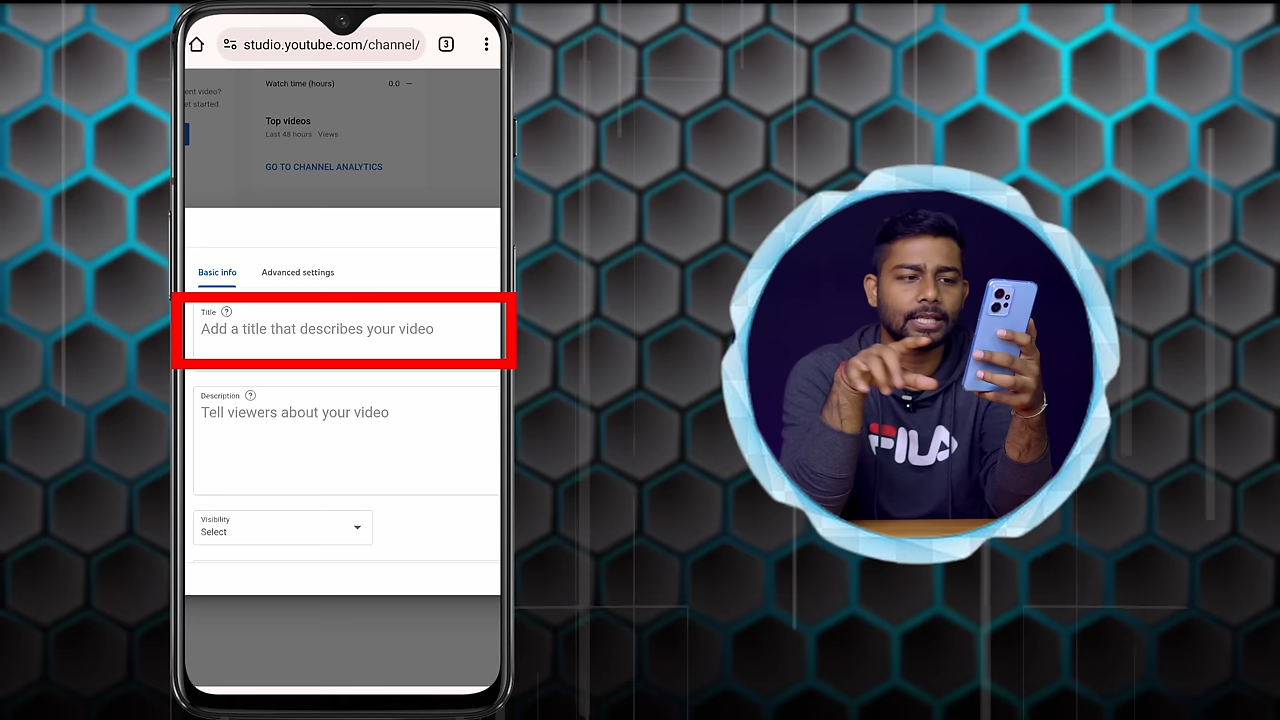 studio.youtube.com/channel/
3
Watch time (hours) 0.0 —
ent video?
et started.
Top videos
Last 48 hours · Views
GO TO CHANNEL ANALYTICS
Basic info Advanced settings
Title ?
Add a title that describes your video
Description ?
Tell viewers about your video
Visibility
Select
FILA